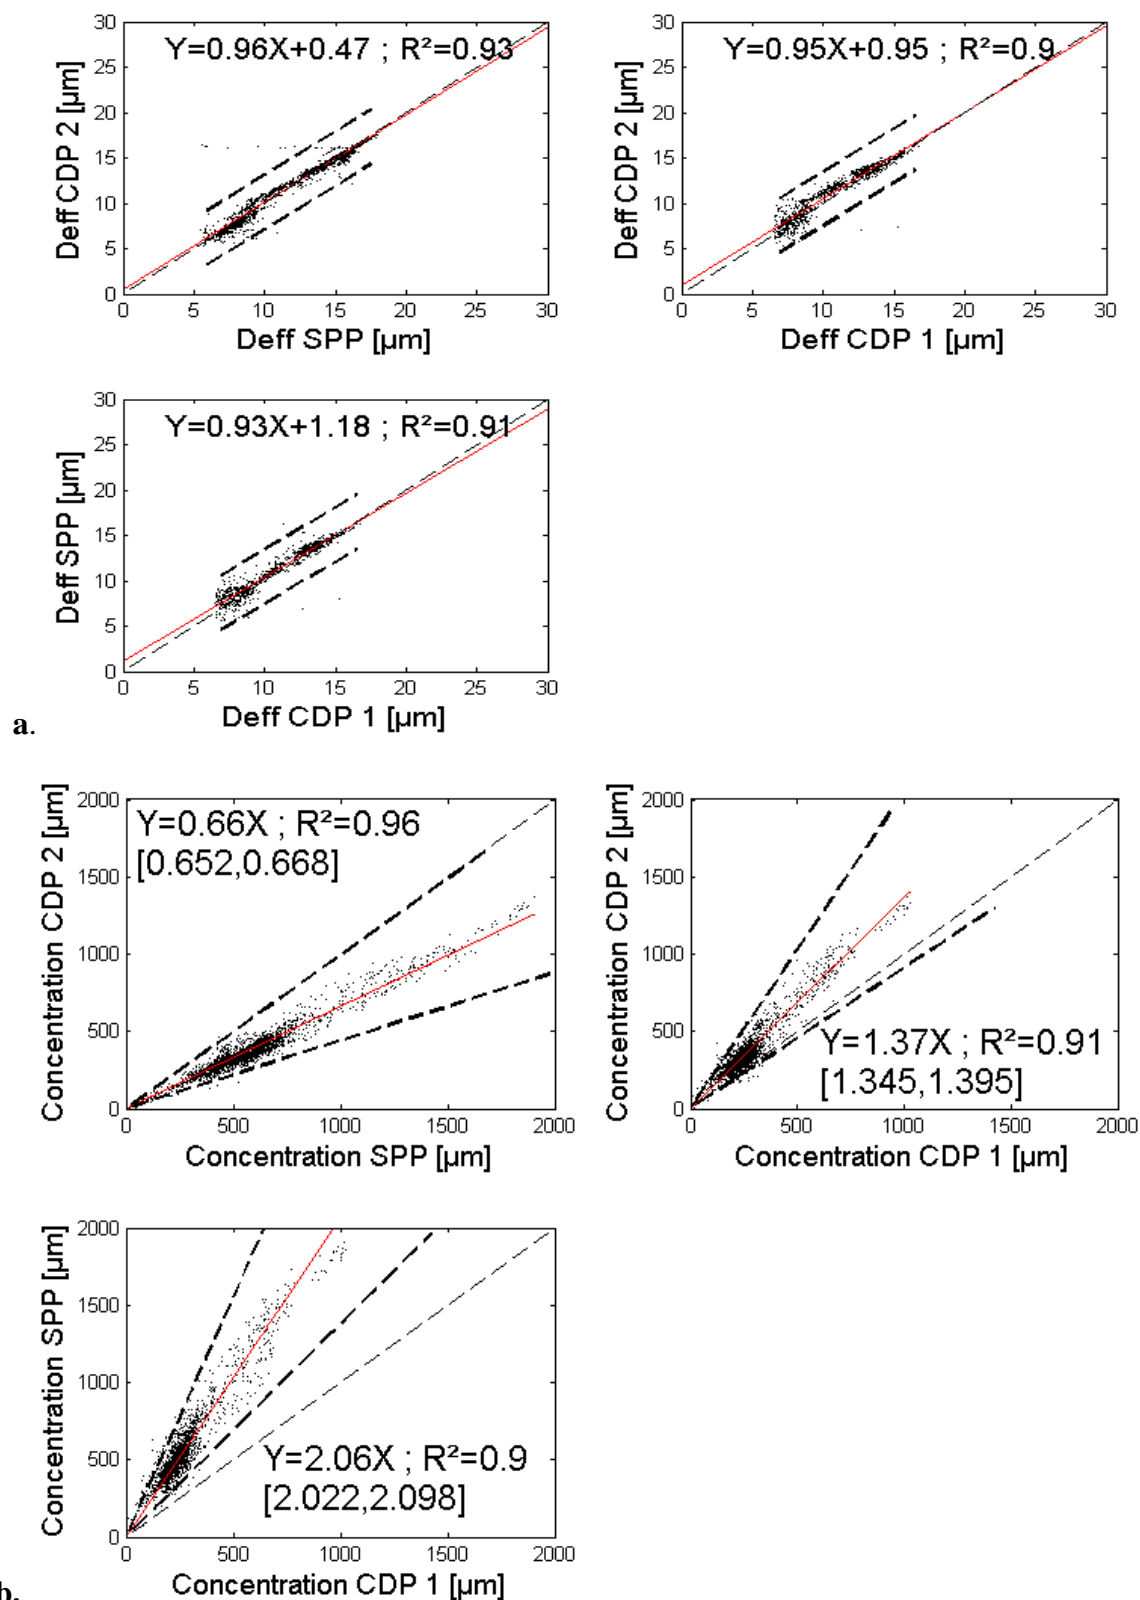 Y=0.96X+0.47 ; R²=0.93
Deff CDP 2 [µm]
30
25
20
15
10
5
0
0 5 10 15 20 25 30
Deff SPP [µm]
Y=0.95X+0.95 ; R²=0.9
Deff CDP 2 [µm]
30
25
20
15
10
5
0
0 5 10 15 20 25 30
Deff CDP 1 [µm]
Y=0.93X+1.18 ; R²=0.91
Deff SPP [µm]
30
25
20
15
10
5
0
0 5 10 15 20 25 30
Deff CDP 1 [µm]
a.
Y=0.66X ; R²=0.96
[0.652,0.668]
Concentration CDP 2 [µm]
2000
1500
1000
500
0
0 500 1000 1500 2000
Concentration SPP [µm]
Concentration CDP 2 [µm]
2000
1500
1000
500
0
Y=1.37X ; R²=0.91
[1.345,1.395]
0 500 1000 1500 2000
Concentration CDP 1 [µm]
Concentration SPP [µm]
2000
1500
1000
500
0
Y=2.06X ; R²=0.9
[2.022,2.098]
0 500 1000 1500 2000
Concentration CDP 1 [µm]
b.